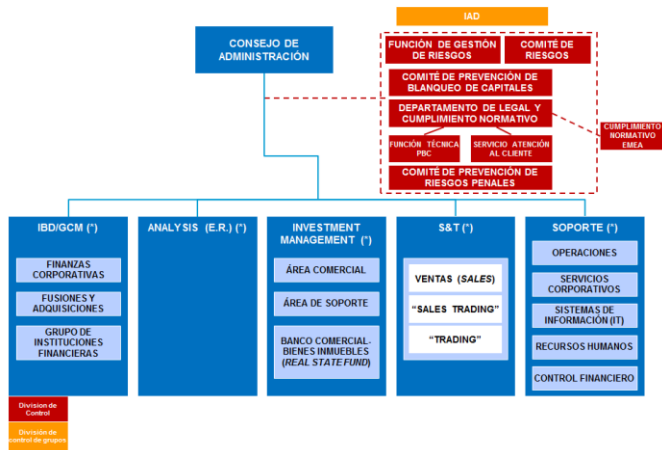 IAD
CONSEJO DE
ADMINISTRACIÓN
FUNCIÓN DE GESTIÓN
DE RIESGOS
COMITÉ DE
RIESGOS
COMITÉ DE PREVENCIÓN DE
BLANQUEO DE CAPITALES
DEPARTAMENTO DE LEGAL Y
CUMPLIMIENTO NORMATIVO
FUNCIÓN TÉCNICA
PBC
SERVICIO ATENCIÓN
AL CLIENTE
CUMPLIMIENTO
NORMATIVO
EMEA
COMITÉ DE PREVENCIÓN DE
RIESGOS PENALES
IBD/GCM (*)
FINANZAS
CORPORATIVAS
FUSIONES Y
ADQUISICIONES
GRUPO DE
INSTITUCIONES
FINANCIERAS
ANALYSIS (E.R.) (*)
INVESTMENT
MANAGEMENT (*)
ÁREA COMERCIAL
ÁREA DE SOPORTE
BANCO COMERCIAL-
BIENES INMUEBLES
(REAL STATE FUND)
S&T (*)
VENTAS (SALES)
“SALES TRADING”
“TRADING”
SOPORTE (*)
OPERACIONES
SERVICIOS
CORPORATIVOS
SISTEMAS DE
INFORMACIÓN (IT)
RECURSOS HUMANOS
CONTROL FINANCIERO
Division de
Control
División de
control de grupos